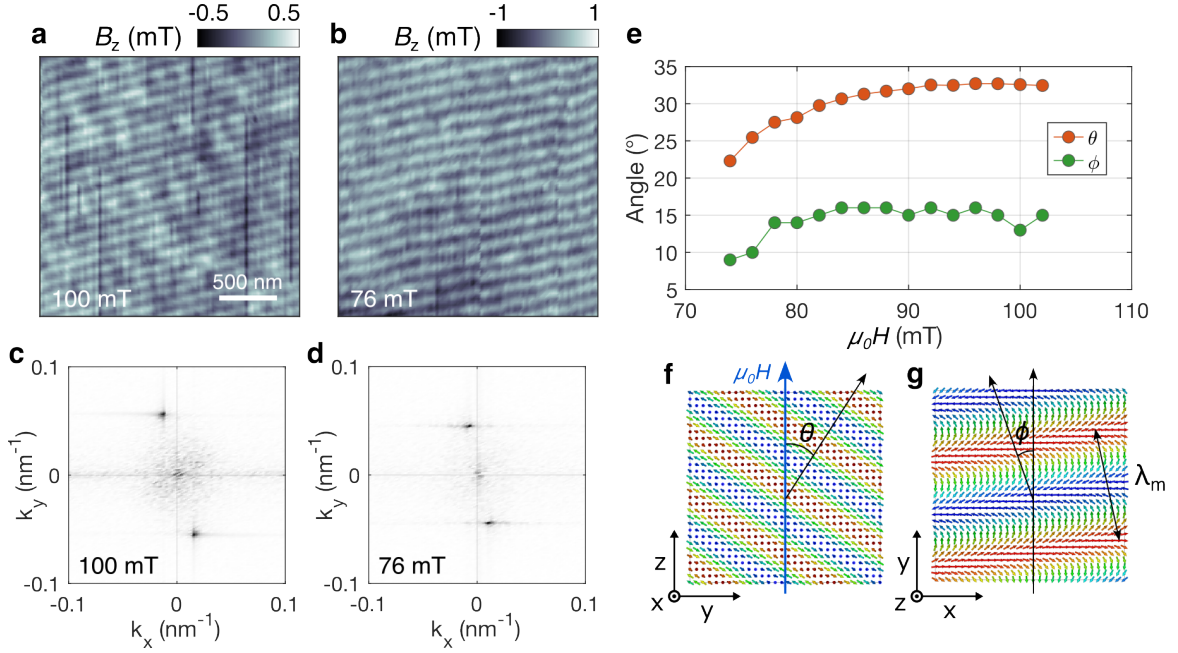 a
-0.5 0.5
B_z (mT)
100 mT
500 nm
b
-1 1
B_z (mT)
76 mT
c
0.1
0
-0.1
k_y (nm⁻¹)
100 mT
-0.1 0 0.1
k_x (nm⁻¹)
d
0.1
0
-0.1
k_y (nm⁻¹)
76 mT
-0.1 0 0.1
k_x (nm⁻¹)
e
35
30
25
20
15
10
5
Angle (°)
θ
ϕ
70 80 90 100 110
μ₀H (mT)
f
μ₀H
θ
z
x y
g
ϕ
λ_m
y
z x